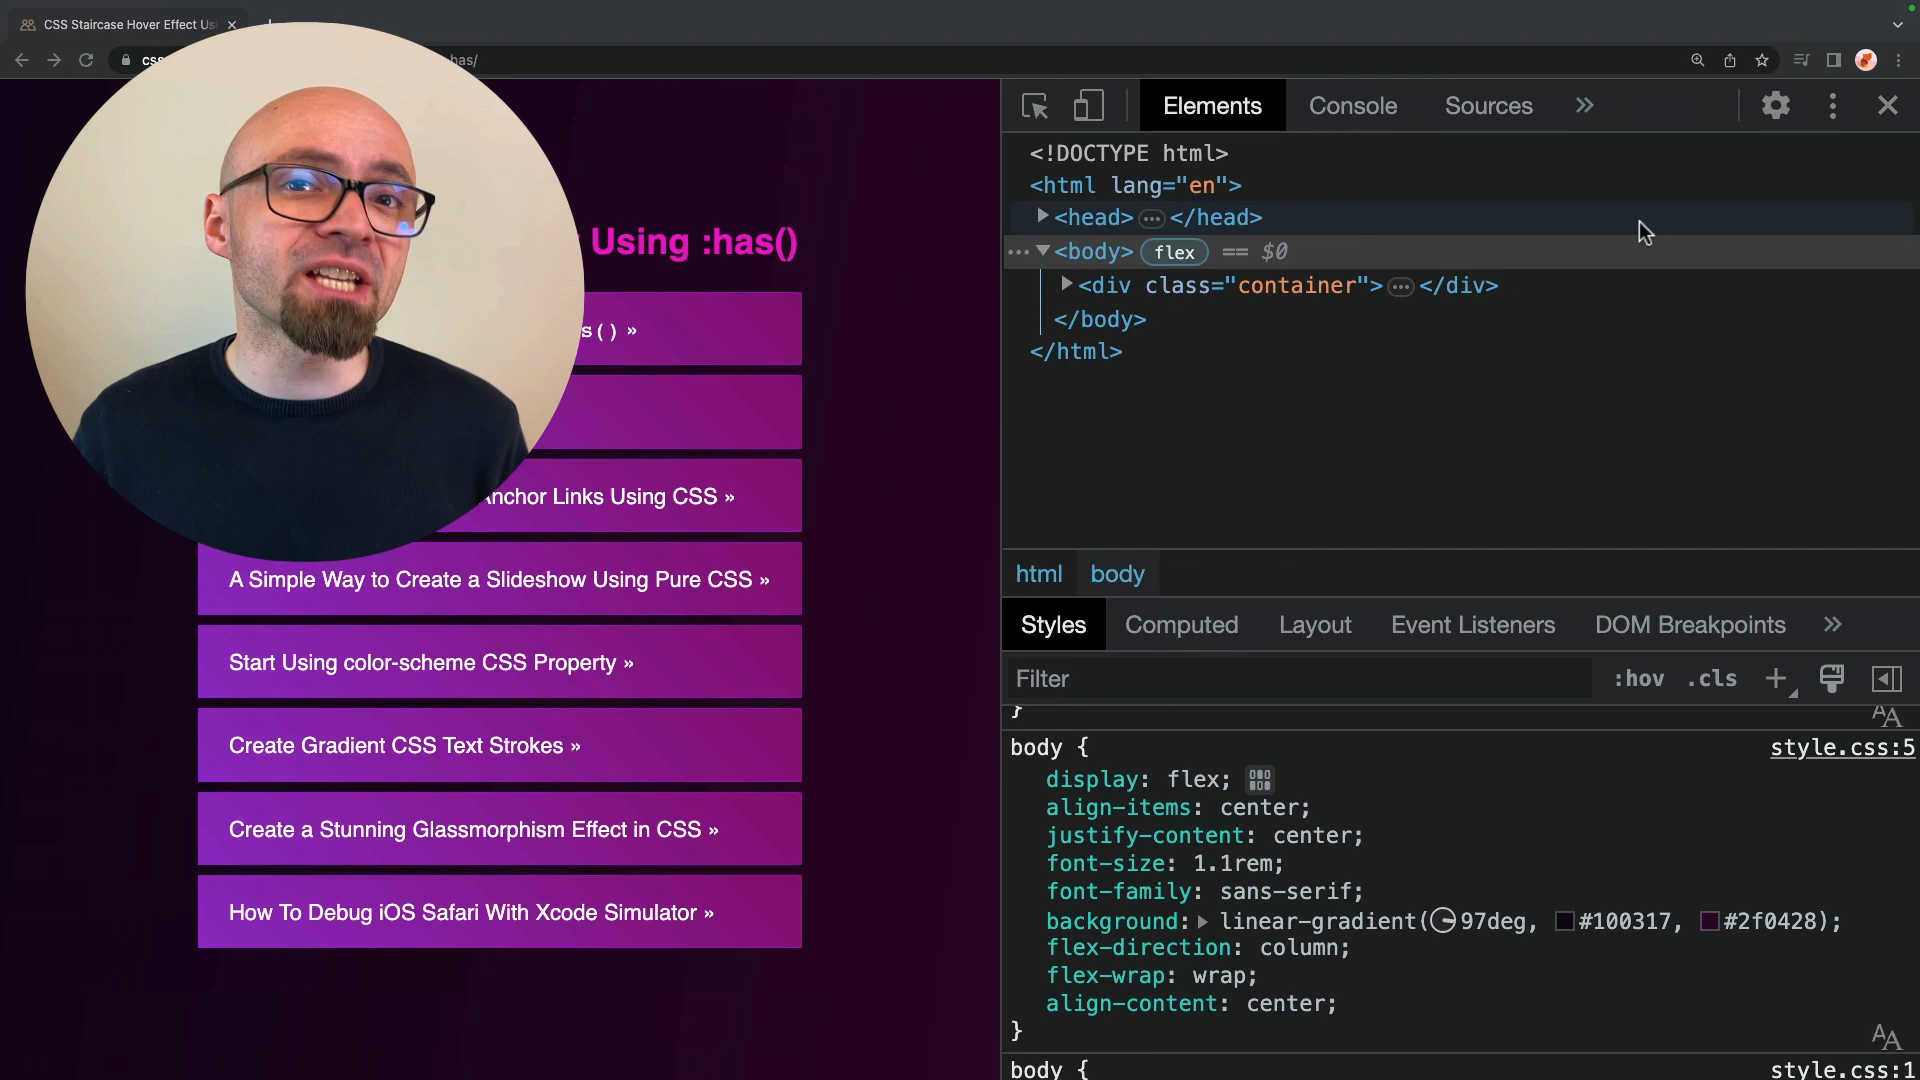 CSS Staircase Hover Effect Us
css
has/
Using :has()
s() »
Anchor Links Using CSS »
A Simple Way to Create a Slideshow Using Pure CSS »
Start Using color-scheme CSS Property »
Create Gradient CSS Text Strokes »
Create a Stunning Glassmorphism Effect in CSS »
How To Debug iOS Safari With Xcode Simulator »
Elements Console Sources »
<!DOCTYPE html>
<html lang="en">
<head> ⋯ </head>
⋯ <body> flex == $0
<div class="container"> ⋯ </div>
</body>
</html>
html body
Styles Computed Layout Event Listeners DOM Breakpoints »
Filter :hov .cls +
}
body { style.css:5
display: flex;
align-items: center;
justify-content: center;
font-size: 1.1rem;
font-family: sans-serif;
background: linear-gradient(97deg, #100317, #2f0428);
flex-direction: column;
flex-wrap: wrap;
align-content: center;
}
body { style.css:1